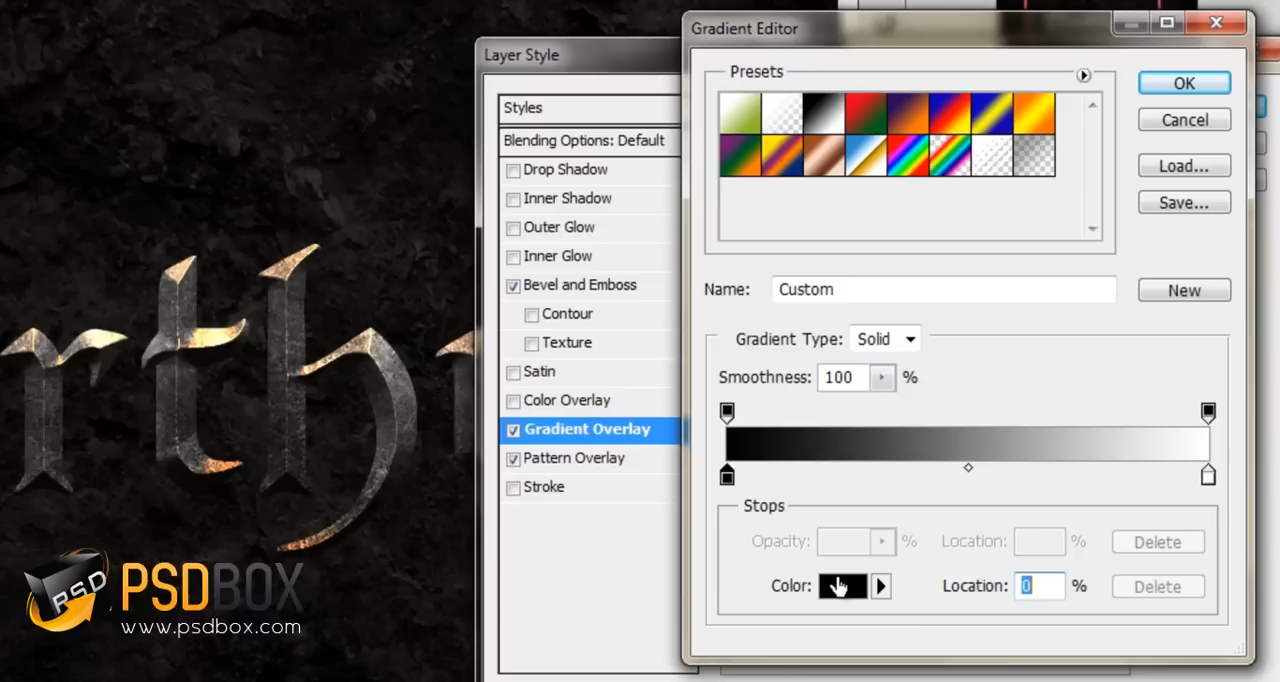 Gradient Editor
Layer Style
Presets
OK
Styles
Cancel
Blending Options: Default
Drop Shadow
Load...
Inner Shadow
Save...
Outer Glow
Inner Glow
Bevel and Emboss
Name: Custom
New
Contour
Texture
Gradient Type: Solid
Satin
Smoothness: 100 %
Color Overlay
Gradient Overlay
Pattern Overlay
Stroke
Stops
Opacity: % Location: % Delete
Color: Location: 0 % Delete
rth
PSD
PSDBOX
www.psdbox.com